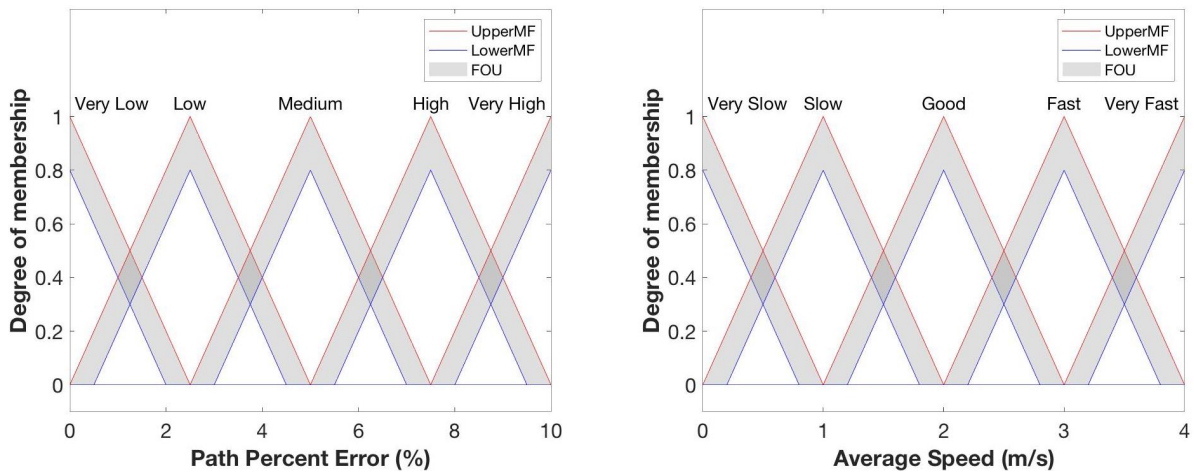 UpperMF
LowerMF
FOU
Very Low
Low
Medium
High
Very High
1
0.8
0.6
0.4
0.2
0
Degree of membership
0
2
4
6
8
10
Path Percent Error (%)
UpperMF
LowerMF
FOU
Very Slow
Slow
Good
Fast
Very Fast
1
0.8
0.6
0.4
0.2
0
Degree of membership
0
1
2
3
4
Average Speed (m/s)